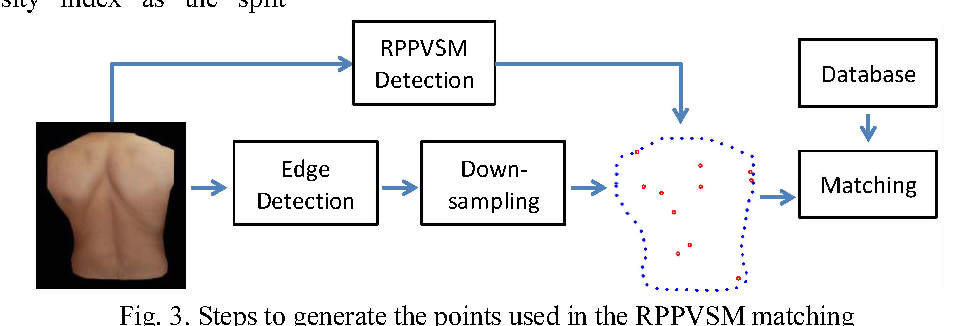 index as the split
RPPVSM
Detection
Database
Edge
Detection
Down-
sampling
Matching
Fig. 3. Steps to generate the points used in the RPPVSM matching